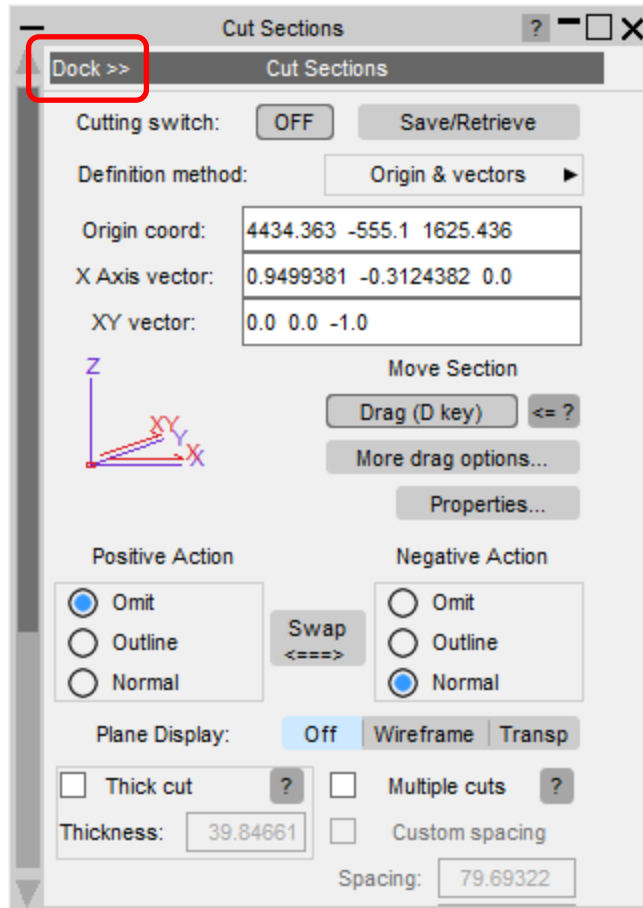 Cut Sections ?
Dock >> Cut Sections
Cutting switch: OFF Save/Retrieve
Definition method: Origin & vectors
Origin coord: 4434.363 -555.1 1625.436
X Axis vector: 0.9499381 -0.3124382 0.0
XY vector: 0.0 0.0 -1.0
Z Move Section
Drag (D key) <= ?
XY
Y
X
X
More drag options...
Properties...
Positive Action Negative Action
Omit Omit
Outline Swap Outline
<===>
Normal Normal
Plane Display: Off Wireframe Transp
Thick cut ? Multiple cuts ?
Thickness: 39.84661 Custom spacing
Spacing: 79.69322